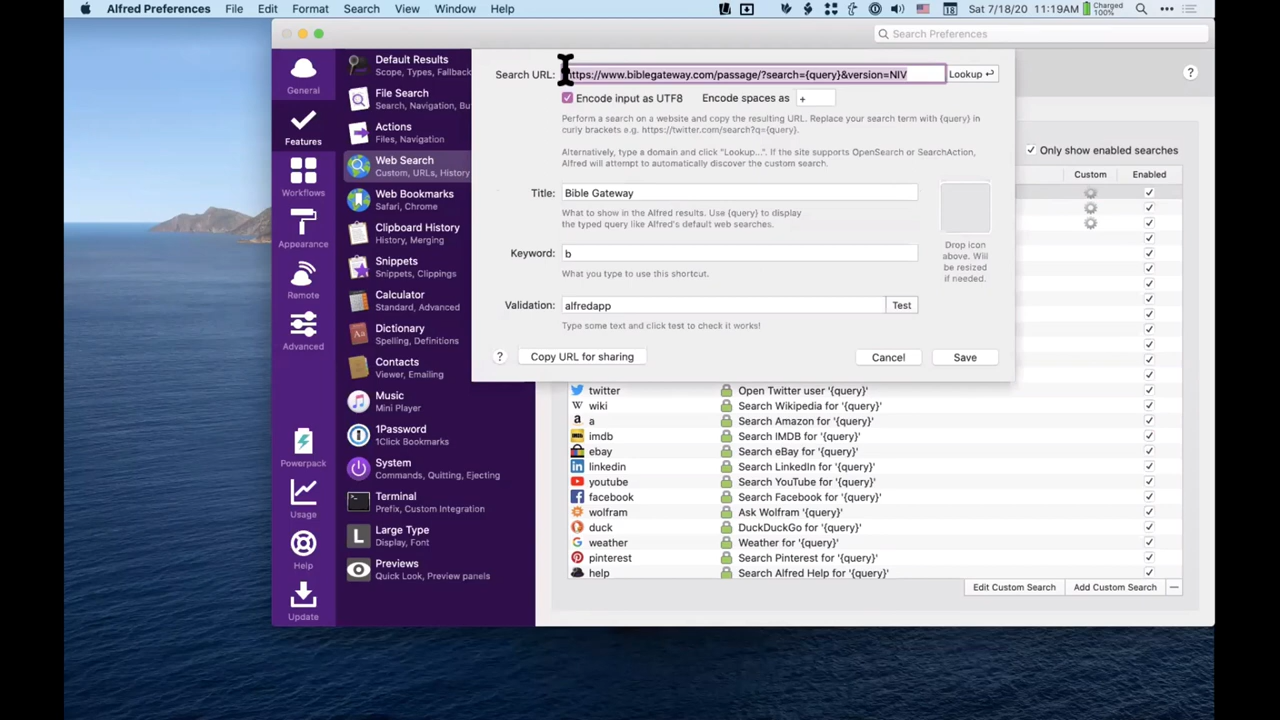 Alfred Preferences File Edit Format Search View Window Help
Sat 7/18/20 11:19AM Charged 100%
Search Preferences
General
Features
Workflows
Appearance
Remote
Advanced
Powerpack
Usage
Help
Update
Default Results
Scope, Types, Fallback
File Search
Search, Navigation, Bu
Actions
Files, Navigation
Web Search
Custom, URLs, History
Web Bookmarks
Safari, Chrome
Clipboard History
History, Merging
Snippets
Snippets, Clippings
Calculator
Standard, Advanced
Dictionary
Spelling, Definitions
Contacts
Viewer, Emailing
Music
Mini Player
1Password
1Click Bookmarks
System
Commands, Quitting, Ejecting
Terminal
Prefix, Custom Integration
Large Type
Display, Font
Previews
Quick Look, Preview panels
Search URL: https://www.biblegateway.com/passage/?search={query}&version=NIV Lookup ↩
Encode input as UTF8 Encode spaces as +
Perform a search on a website and copy the resulting URL. Replace your search term with {query} in
curly brackets e.g. https://twitter.com/search?q={query}.
Alternatively, type a domain and click "Lookup...". If the site supports OpenSearch or SearchAction,
Alfred will attempt to automatically discover the custom search.
Title: Bible Gateway
What to show in the Alfred results. Use {query} to display
the typed query like Alfred's default web searches.
Keyword: b
What you type to use this shortcut.
Drop icon
above. Will
be resized
if needed.
Validation: alfredapp Test
Type some text and click test to check it works!
? Copy URL for sharing Cancel Save
?
Only show enabled searches
Custom Enabled
twitter Open Twitter user '{query}'
wiki Search Wikipedia for '{query}'
a Search Amazon for '{query}'
imdb Search IMDB for '{query}'
ebay Search eBay for '{query}'
linkedin Search LinkedIn for '{query}'
youtube Search YouTube for '{query}'
facebook Search Facebook for '{query}'
wolfram Ask Wolfram for '{query}'
duck DuckDuckGo for '{query}'
weather Weather for '{query}'
pinterest Search Pinterest for '{query}'
help Search Alfred Help for '{query}'
Edit Custom Search Add Custom Search —